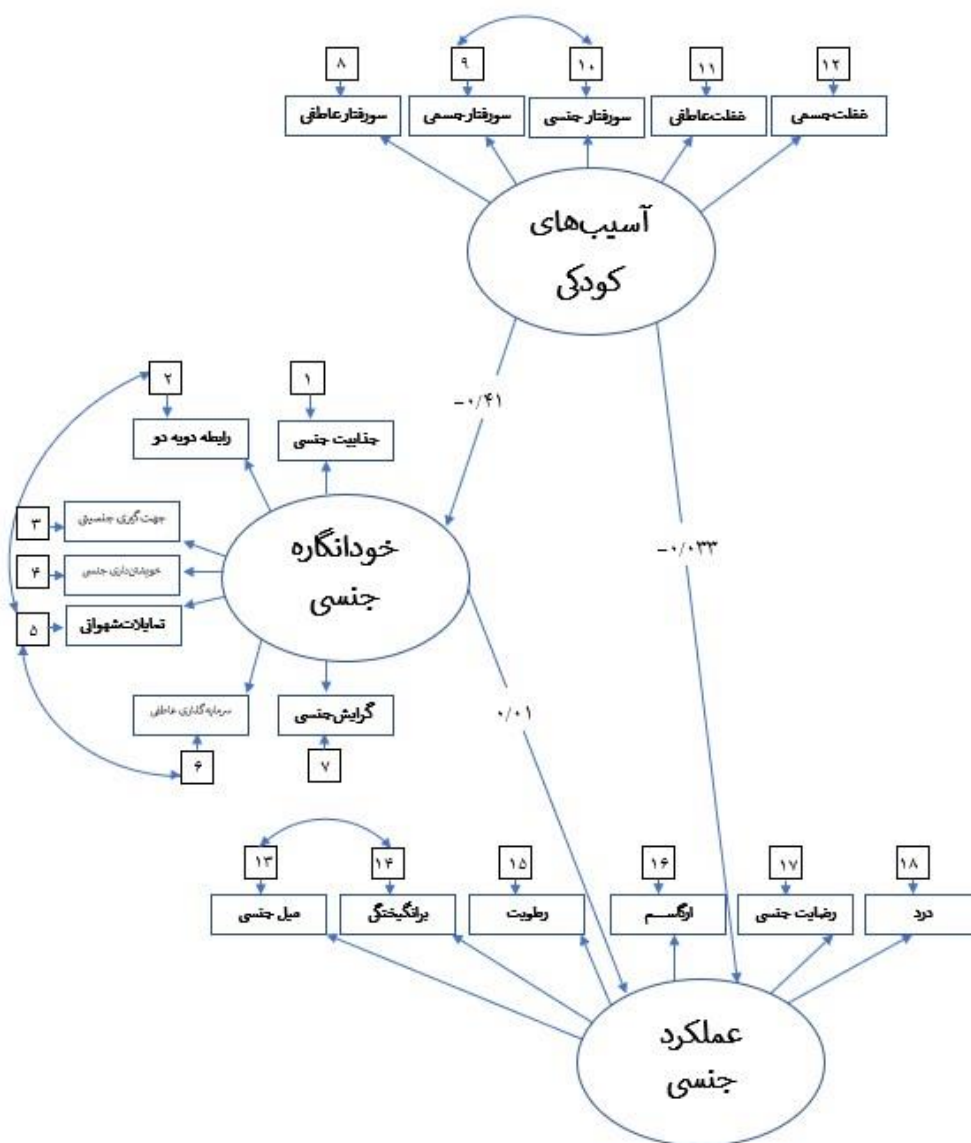 ۸
۹
۱۰
۱۱
۱۲
سورفتار عاطفی
سورفتار جسمی
سورفتار جنسی
غفلت عاطفی
غفلت جسمی
آسیب‌های
کودکی
-۰/۴۱
-۰/۰۳۳
۲
۱
رابطه دوبه دو
جذابیت جنسی
۳
جهت گیری جنسیتی
۴
خویشتن‌داری جنسی
۵
تمایلات شهوانی
خودانگاره
جنسی
سرمایه گذاری عاطفی
گرایش جنسی
۶
۷
۰/۰۱
۱۳
۱۴
۱۵
۱۶
۱۷
۱۸
میل جنسی
برانگیختگی
رطوبت
ارگاسم
رضایت جنسی
درد
عملکرد
جنسی